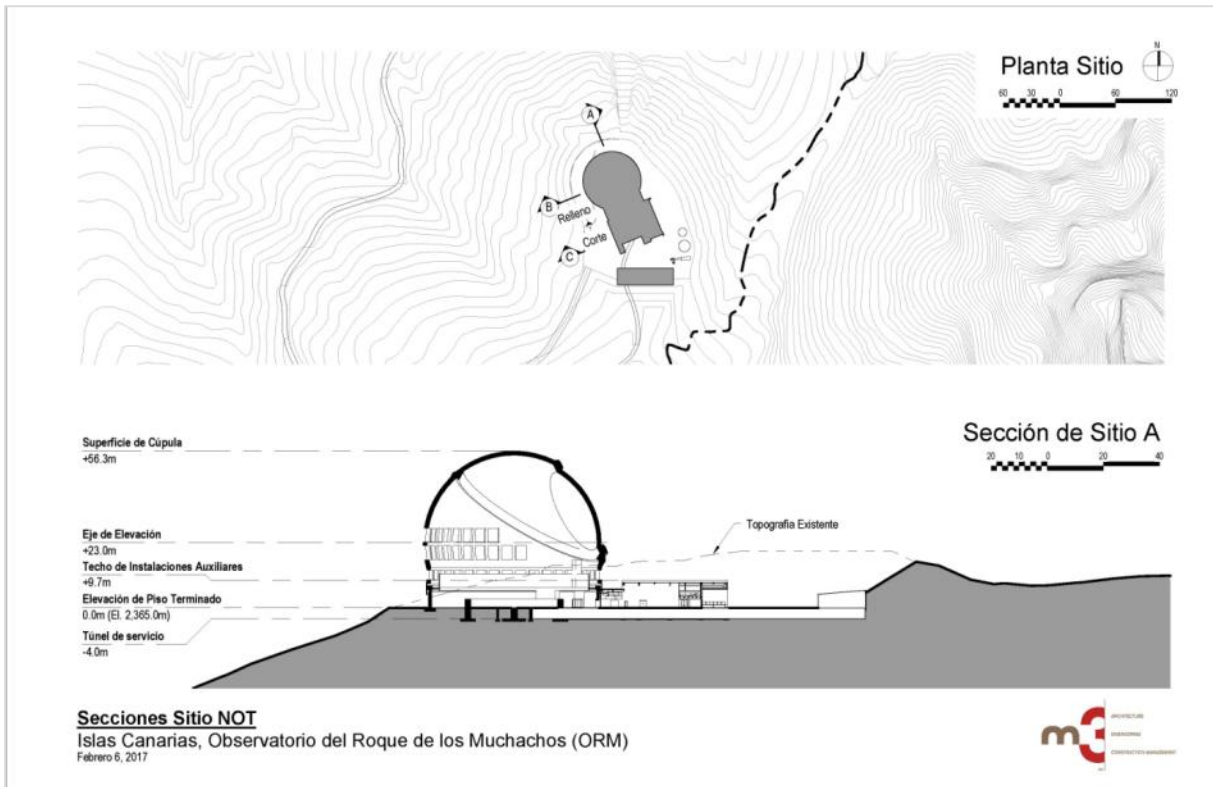 Planta Sitio
N
60 30 0 60 120
A
B
Relleno
Corte
C
Sección de Sitio A
20 10 0 20 40
Superficie de Cúpula
+56.3m
Eje de Elevación
+23.0m
Topografía Existente
Techo de Instalaciones Auxiliares
+9.7m
Elevación de Piso Terminado
0.0m (El. 2,365.0m)
Túnel de servicio
-4.0m
Secciones Sitio NOT
Islas Canarias, Observatorio del Roque de los Muchachos (ORM)
Febrero 6, 2017
m3
ARCHITECTURE
ENGINEERING
CONSTRUCTION MANAGEMENT